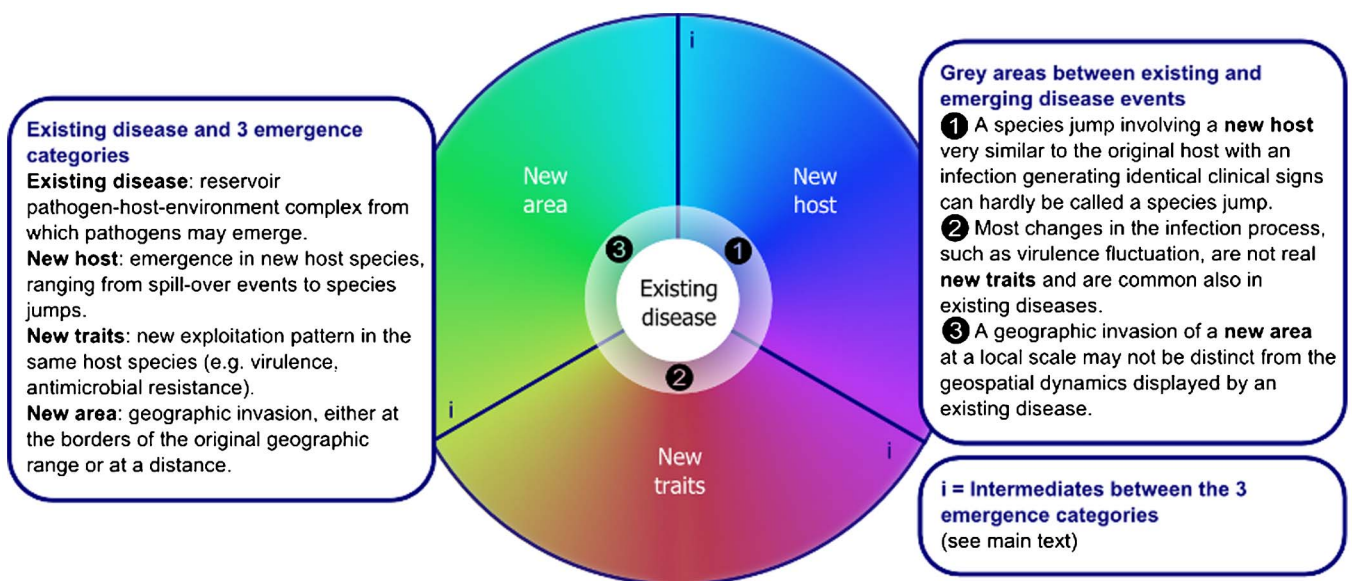 Existing disease and 3 emergence
categories
Existing disease: reservoir
pathogen-host-environment complex from
which pathogens may emerge.
New host: emergence in new host species,
ranging from spill-over events to species
jumps.
New traits: new exploitation pattern in the
same host species (e.g. virulence,
antimicrobial resistance).
New area: geographic invasion, either at
the borders of the original geographic
range or at a distance.
i
New
area
New
host
3
1
Existing
disease
2
i
i
New
traits
Grey areas between existing and
emerging disease events
1 A species jump involving a new host
very similar to the original host with an
infection generating identical clinical signs
can hardly be called a species jump.
2 Most changes in the infection process,
such as virulence fluctuation, are not real
new traits and are common also in
existing diseases.
3 A geographic invasion of a new area
at a local scale may not be distinct from the
geospatial dynamics displayed by an
existing disease.
i = Intermediates between the 3
emergence categories
(see main text)